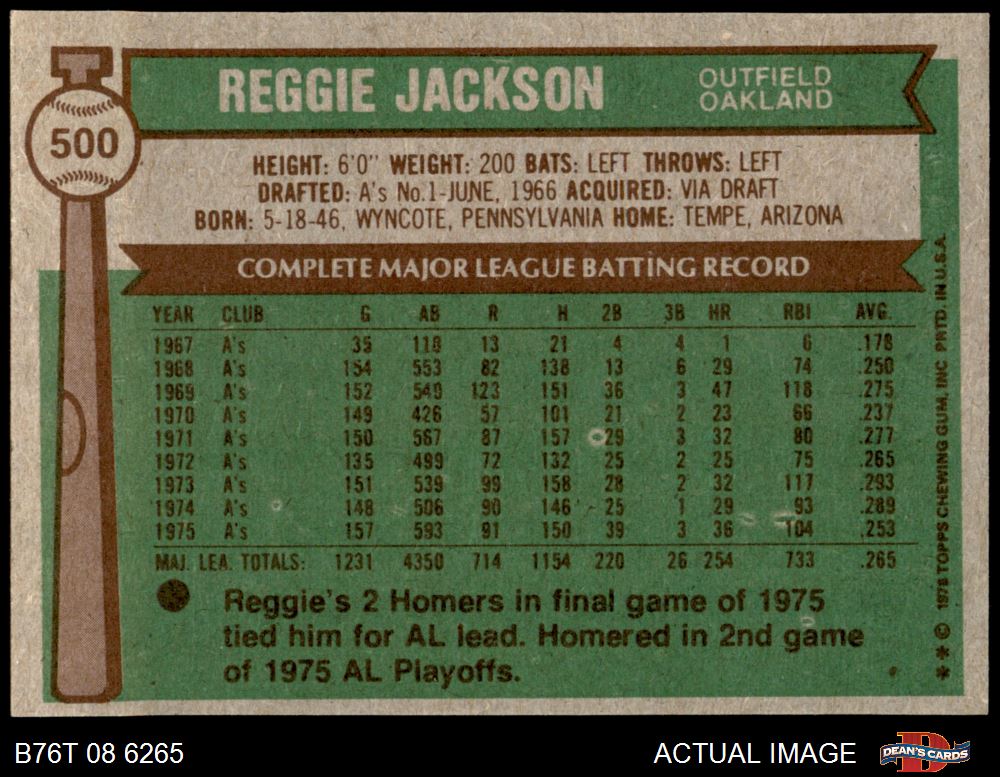 REGGIE JACKSON
OUTFIELD
OAKLAND
500
HEIGHT: 6'0" WEIGHT: 200 BATS: LEFT THROWS: LEFT
DRAFTED: A's No.1-JUNE, 1966 ACQUIRED: VIA DRAFT
BORN: 5-18-46, WYNCOTE, PENNSYLVANIA HOME: TEMPE, ARIZONA
COMPLETE MAJOR LEAGUE BATTING RECORD
YEAR CLUB G AB R H 2B 3B HR RBI AVG.
1967 A's 35 118 13 21 4 4 1 6 .178
1968 A's 154 553 82 138 13 6 29 74 .250
1969 A's 152 549 123 151 36 3 47 118 .275
1970 A's 149 426 57 101 21 2 23 66 .237
1971 A's 150 567 87 157 29 3 32 80 .277
1972 A's 135 499 72 132 25 2 25 75 .265
1973 A's 151 539 99 158 28 2 32 117 .293
1974 A's 148 506 90 146 25 1 29 93 .289
1975 A's 157 593 91 150 39 3 36 104 .253
MAJ. LEA. TOTALS: 1231 4350 714 1154 220 26 254 733 .265
Reggie's 2 Homers in final game of 1975
tied him for AL lead. Homered in 2nd game
of 1975 AL Playoffs.
** © 1976 TOPPS CHEWING GUM, INC PRTD. IN U.S.A.
B76T 08 6265
ACTUAL IMAGE
DEAN'S CARDS